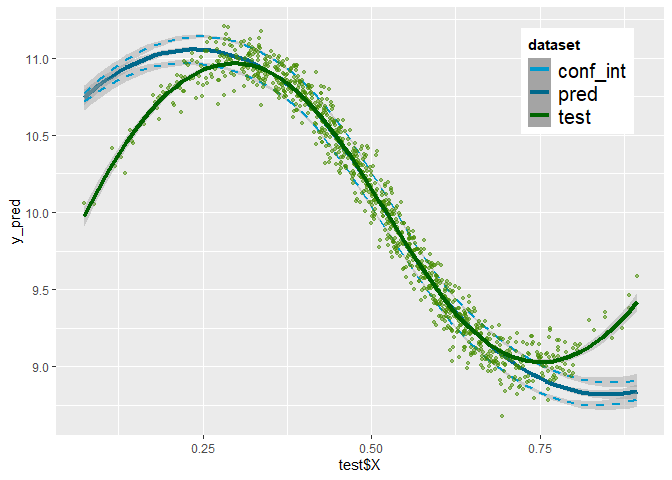 dataset
conf_int
pred
test
11.0
10.5
10.0
9.5
9.0
y_pred
0.25
0.50
0.75
test$X